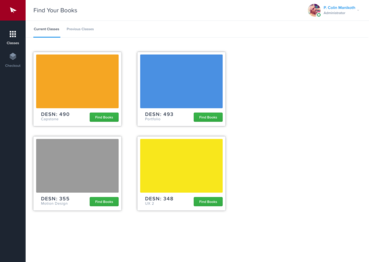 Find Your Books
P. Colin Manikoth
Administrator
Classes
Checkout
Current Classes
Previous Classes
DESN: 490
Capstone
Find Books
DESN: 493
Portfolio
Find Books
DESN: 355
Motion Design
Find Books
DESN: 348
UX 2
Find Books